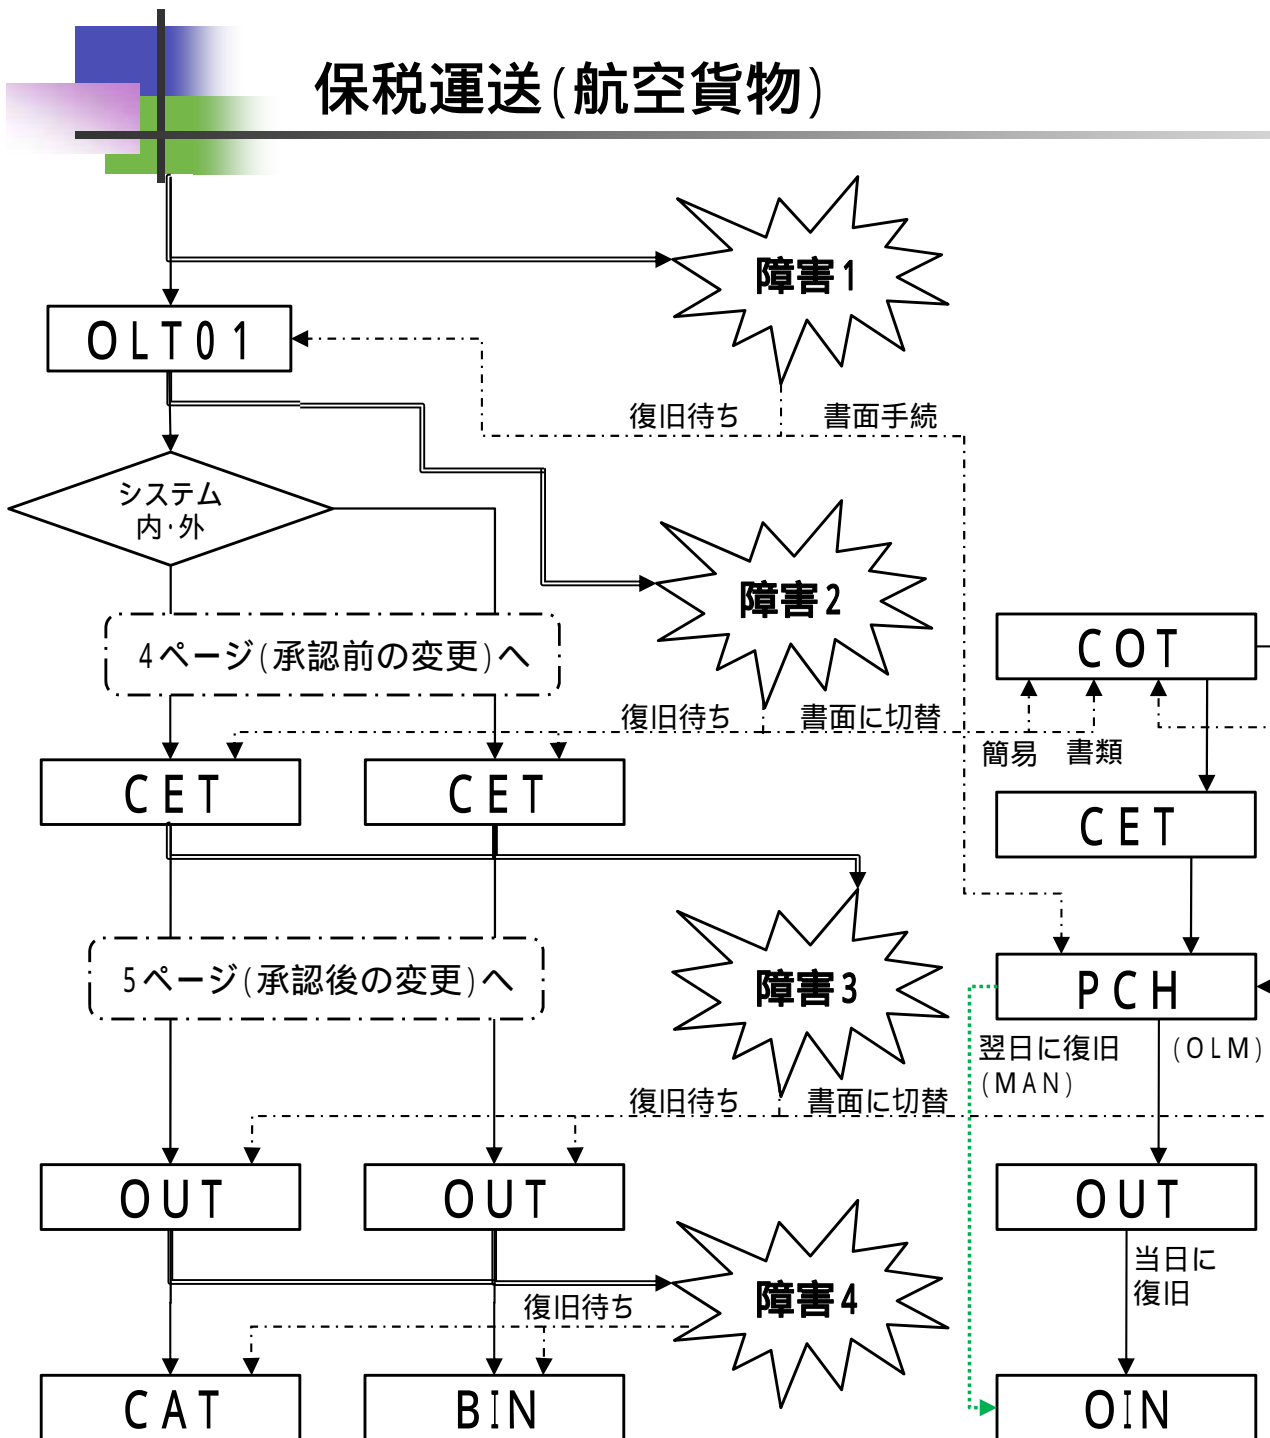 保税運送(航空貨物)
障害1
OLT01
復旧待ち
書面手続
システム
内・外
障害2
4ページ(承認前の変更)へ
COT
復旧待ち
書面に切替
簡易
書類
CET
CET
CET
5ページ(承認後の変更)へ
障害3
PCH
翌日に復旧
(MAN)
(OLM)
復旧待ち
書面に切替
OUT
OUT
OUT
当日に
復旧
障害4
復旧待ち
CAT
BIN
OIN